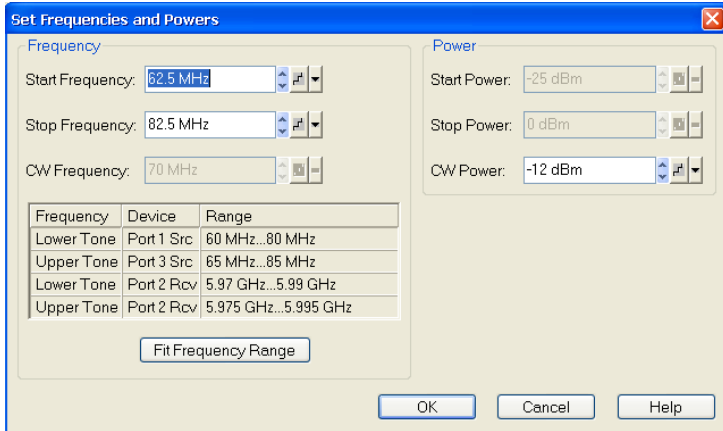 Set Frequencies and Powers
Frequency
Start Frequency: 62.5 MHz
Stop Frequency: 82.5 MHz
CW Frequency: 70 MHz
Frequency Device Range
Lower Tone Port 1 Src 60 MHz...80 MHz
Upper Tone Port 3 Src 65 MHz...85 MHz
Lower Tone Port 2 Rcv 5.97 GHz...5.99 GHz
Upper Tone Port 2 Rcv 5.975 GHz...5.995 GHz
Fit Frequency Range
Power
Start Power: -25 dBm
Stop Power: 0 dBm
CW Power: -12 dBm
OK Cancel Help